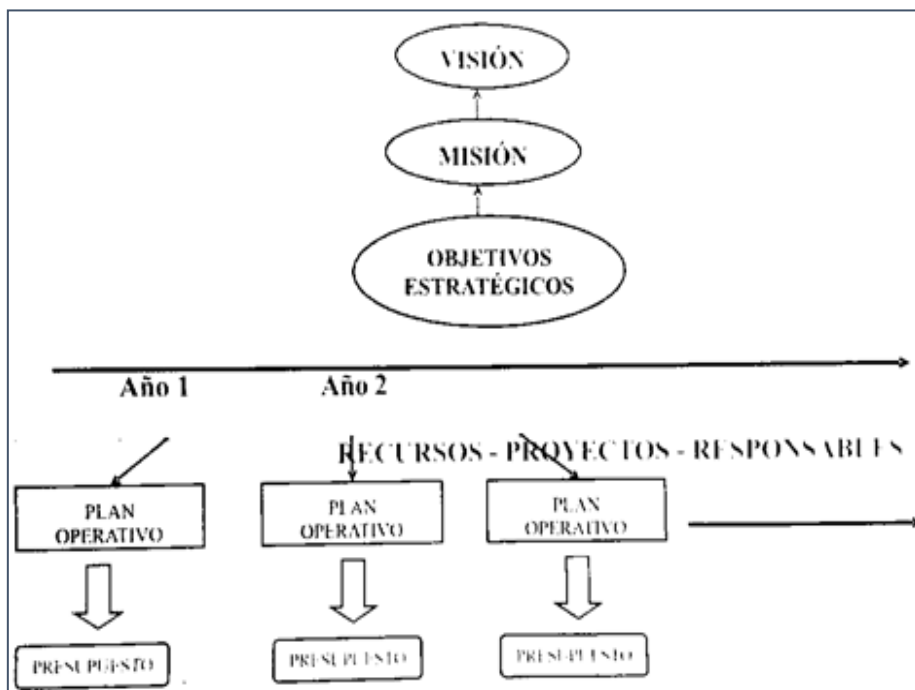 VISIÓN
MISIÓN
OBJETIVOS
ESTRATÉGICOS
Año 1 Año 2
RECURSOS - PROYECTOS - RESPONSABLES
PLAN
OPERATIVO
PLAN
OPERATIVO
PLAN
OPERATIVO
PRESUPUESTO
PRESUPUESTO
PRESUPUESTO